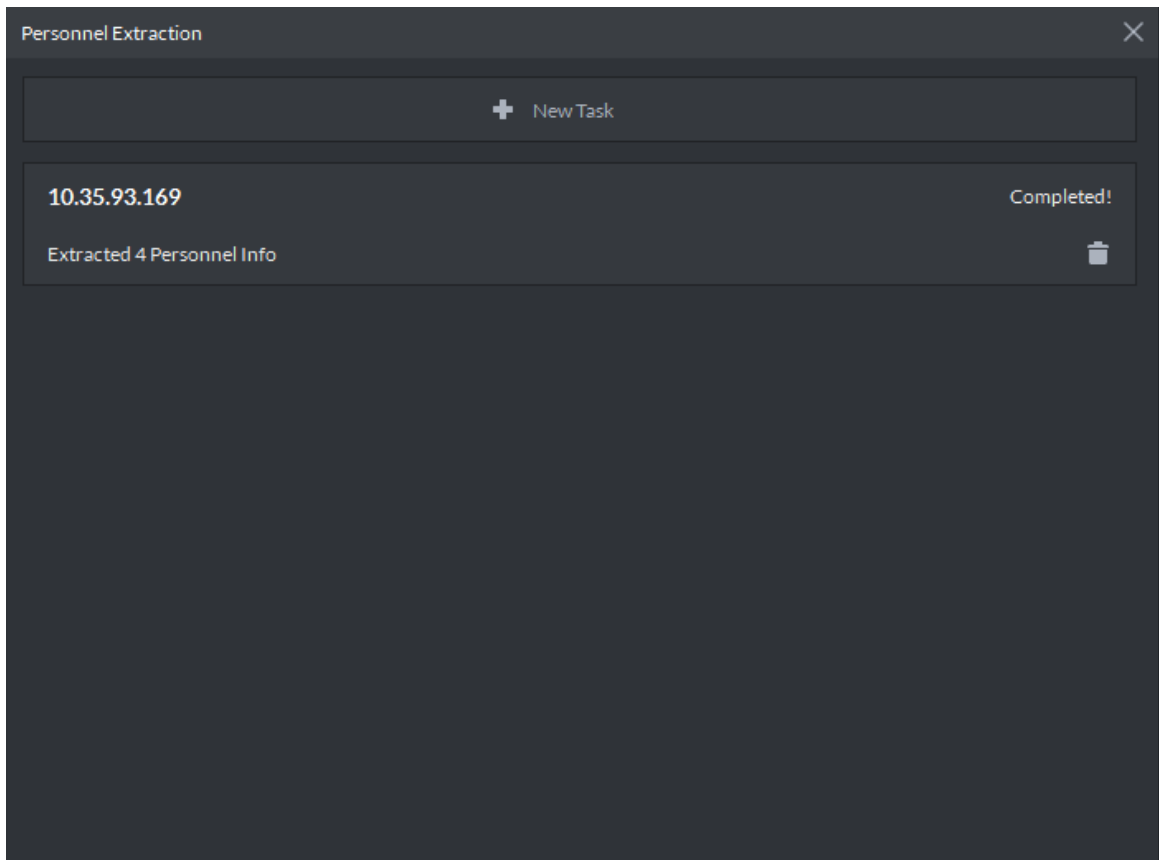 Personnel Extraction
New Task
10.35.93.169
Completed!
Extracted 4 Personnel Info